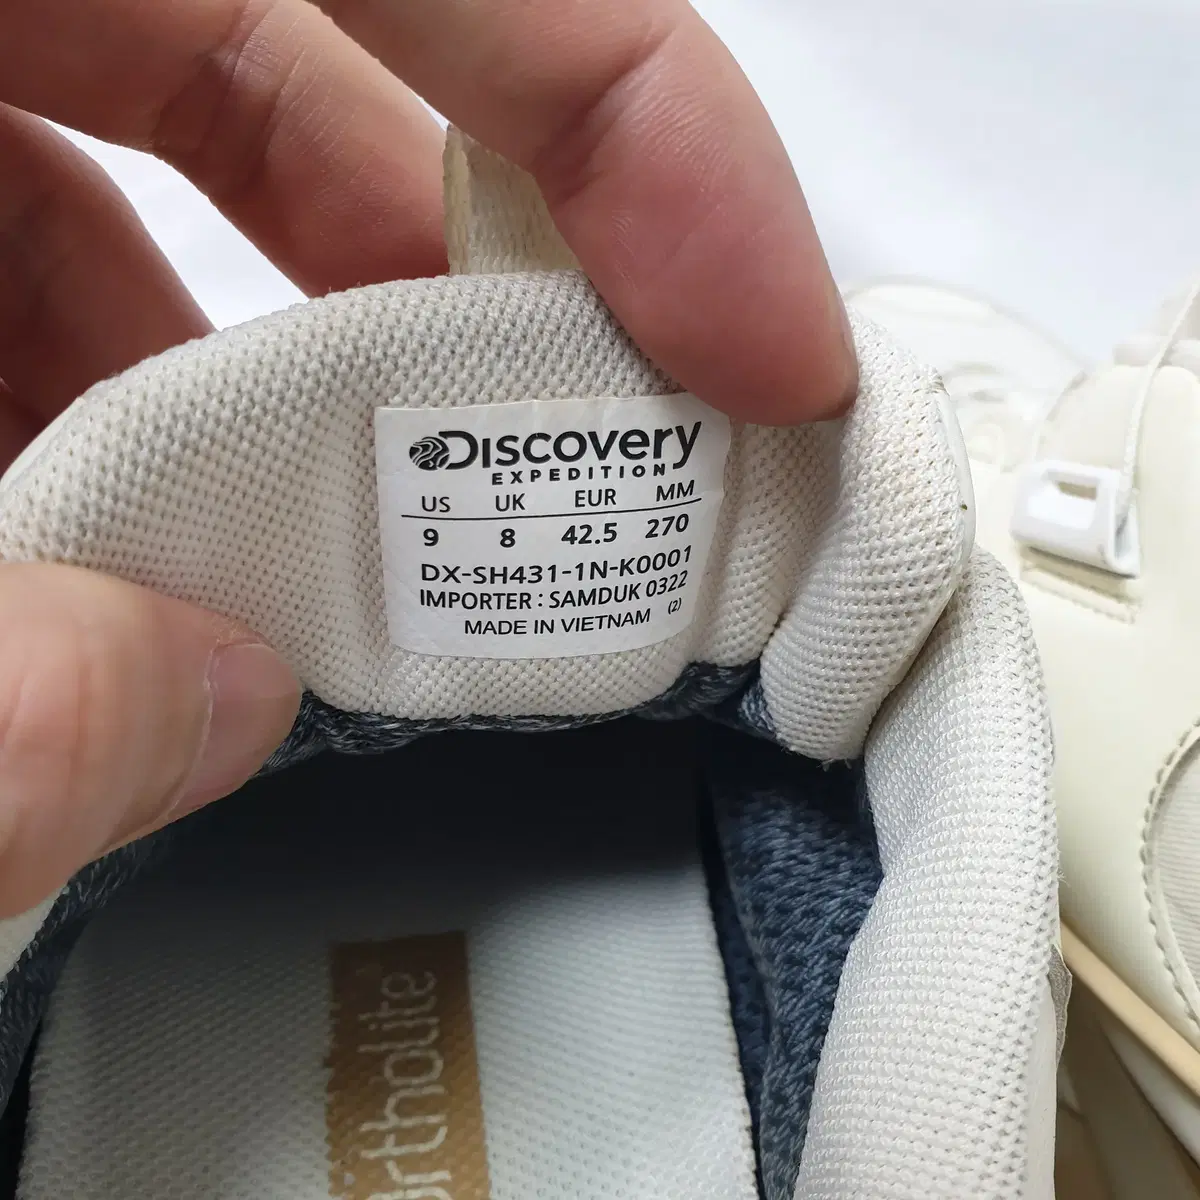 Discovery
EXPEDITION
US UK EUR MM
9 8 42.5 270
DX-SH431-1N-K0001
IMPORTER : SAMDUK 0322
MADE IN VIETNAM (2)
ortholite